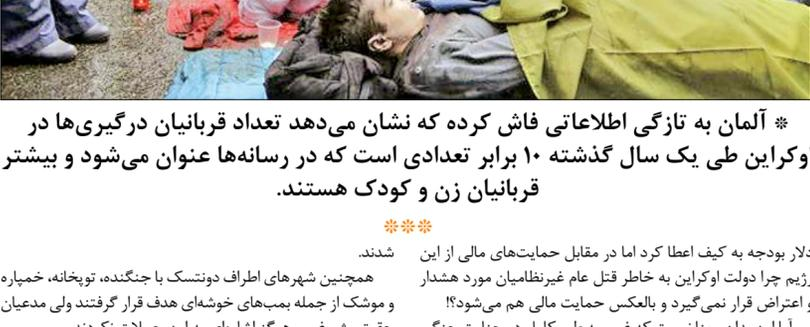 * آلمان به تازگی اطلاعاتی فاش کرده که نشان می‌دهد تعداد قربانیان درگیری‌ها در
اوکراین طی یک سال گذشته ۱۰ برابر تعدادی است که در رسانه‌ها عنوان می‌شود و بیشتر
قربانیان زن و کودک هستند.
***
دلار بودجه به کیف اعطا کرد اما در مقابل حمایت‌های مالی از این
رژیم چرا دولت اوکراین به خاطر قتل عام غیرنظامیان مورد هشدار
اعتراض قرار نمی‌گیرد و بالعکس حمایت مالی هم می‌شود؟!
شدند.
همچنین شهرهای اطراف دونتسک با جنگنده، توپخانه، خمپاره
و موشک از جمله بمب‌های خوشه‌ای هدف قرار گرفتند ولی مدعیان